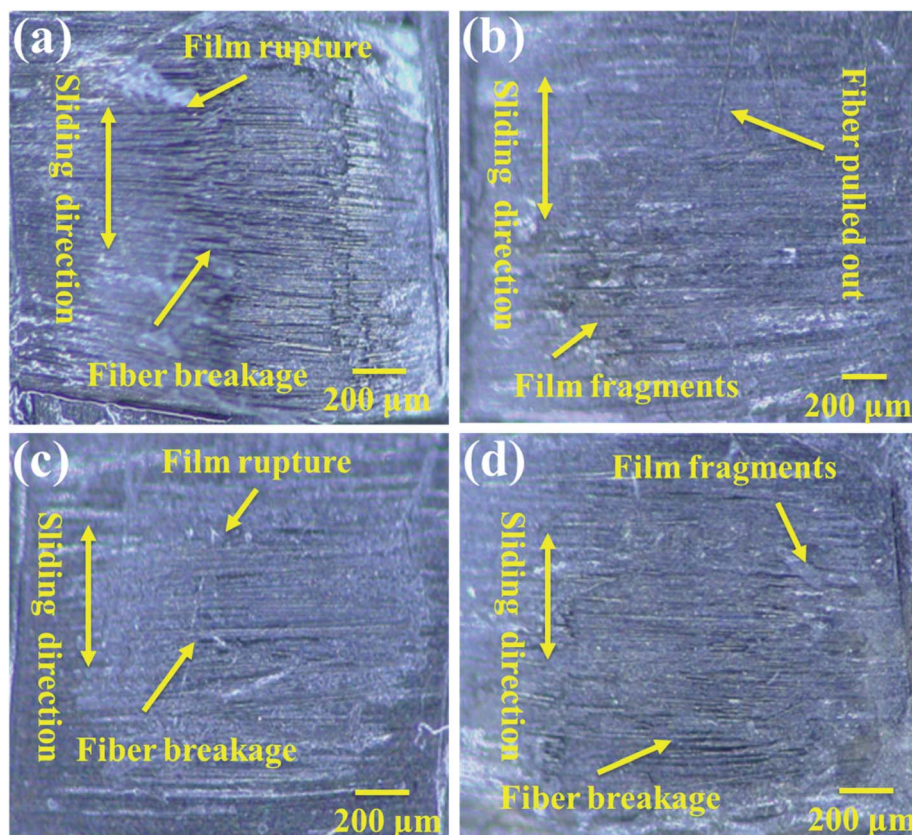 (a)
Film rupture
Sliding direction
Fiber breakage
200 μm
(b)
Sliding direction
Fiber pulled out
Film fragments
200 μm
(c)
Film rupture
Sliding direction
Fiber breakage
200 μm
(d)
Film fragments
Sliding direction
Fiber breakage
200 μm